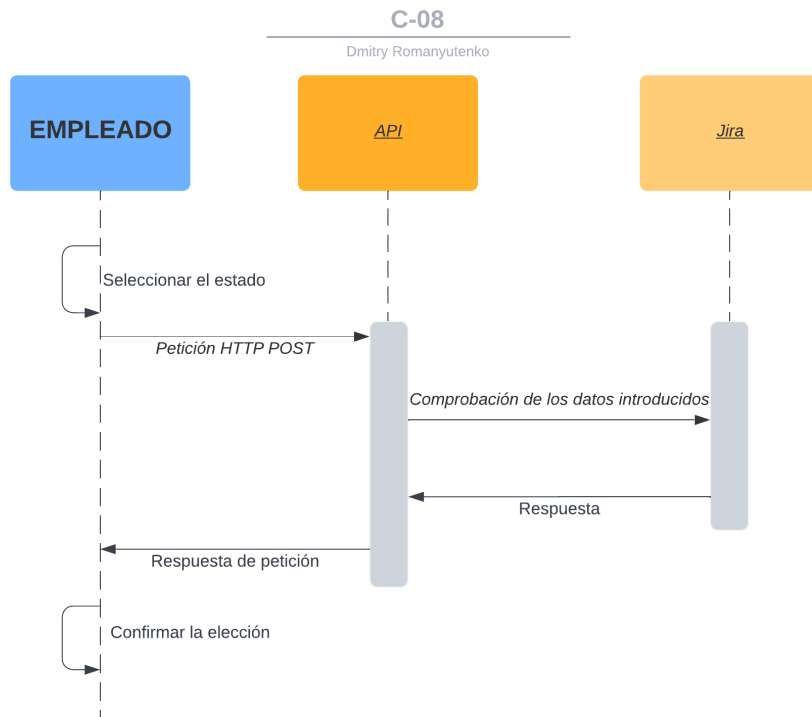 C-08
Dmitry Romanyutenko
EMPLEADO
API
Jira
Seleccionar el estado
Petición HTTP POST
Comprobación de los datos introducidos
Respuesta
Respuesta de petición
Confirmar la elección